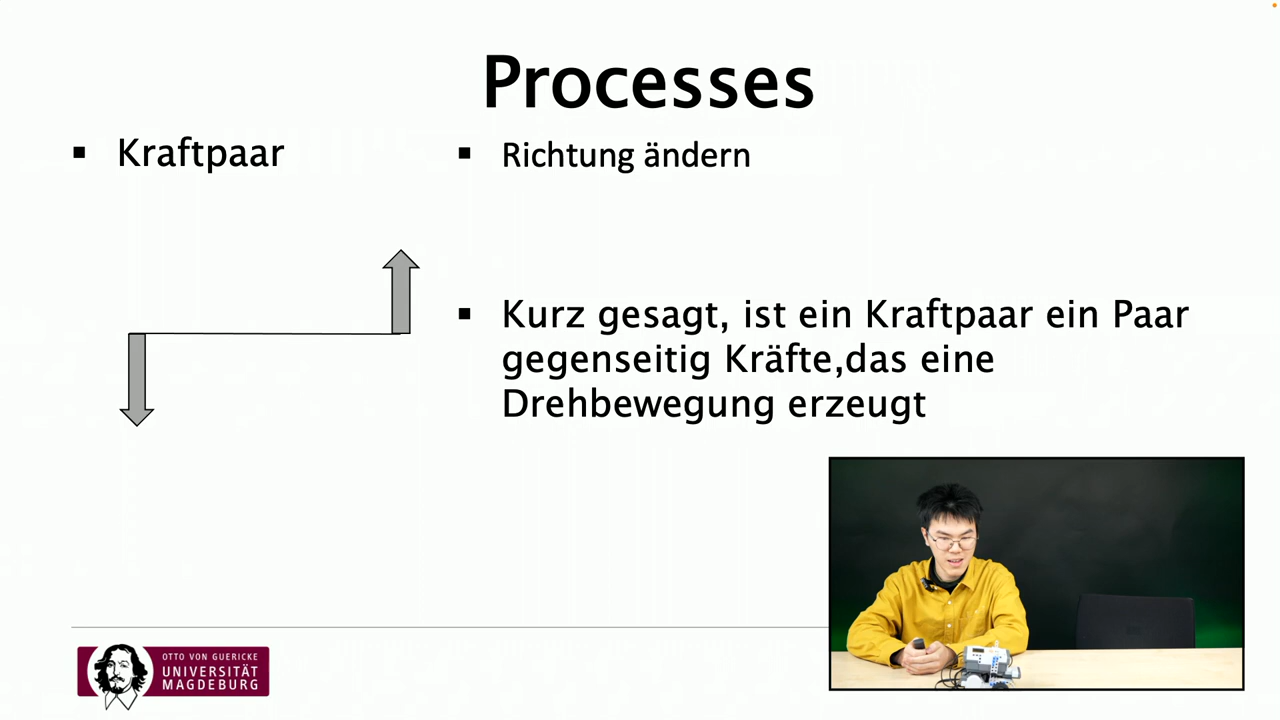 Processes
▪ Kraftpaar
▪ Richtung ändern
▪ Kurz gesagt, ist ein Kraftpaar ein Paar
gegenseitig Kräfte,das eine
Drehbewegung erzeugt
OTTO VON GUERICKE
UNIVERSITÄT
MAGDEBURG